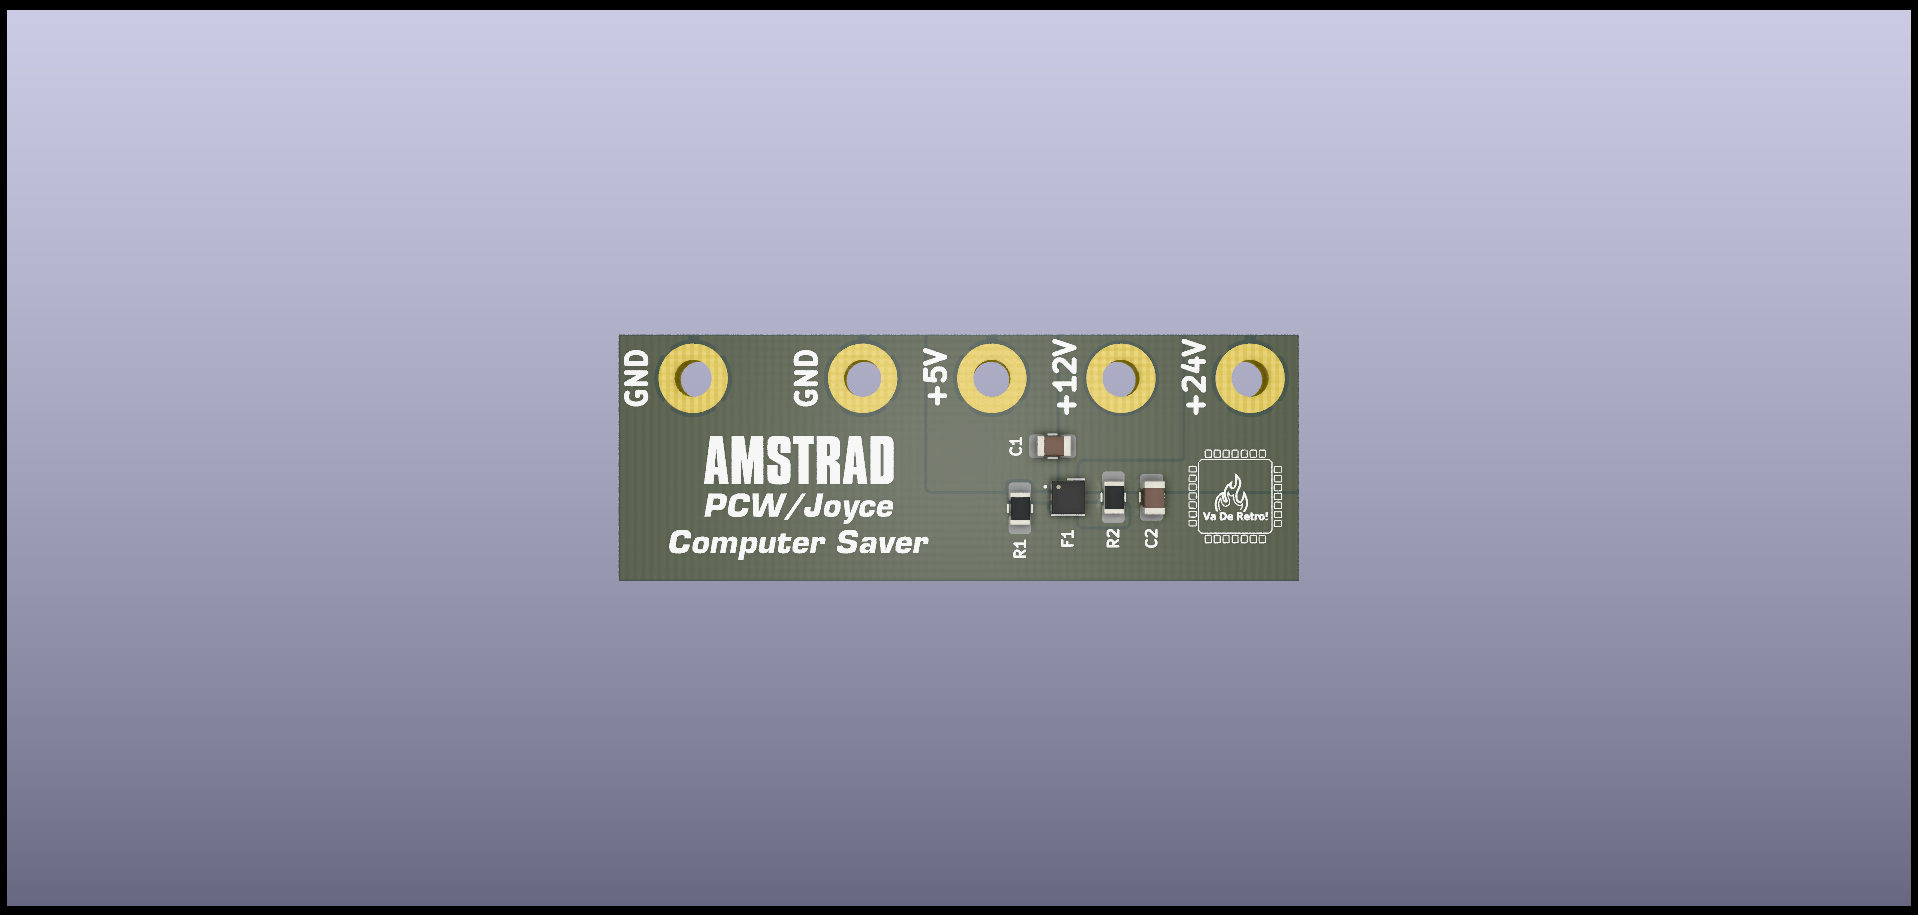 GND
GND
+5V
+12V
+24V
AMSTRAD
PCW/Joyce
Computer Saver
C1
R1
F1
R2
C2
Va De Retro!